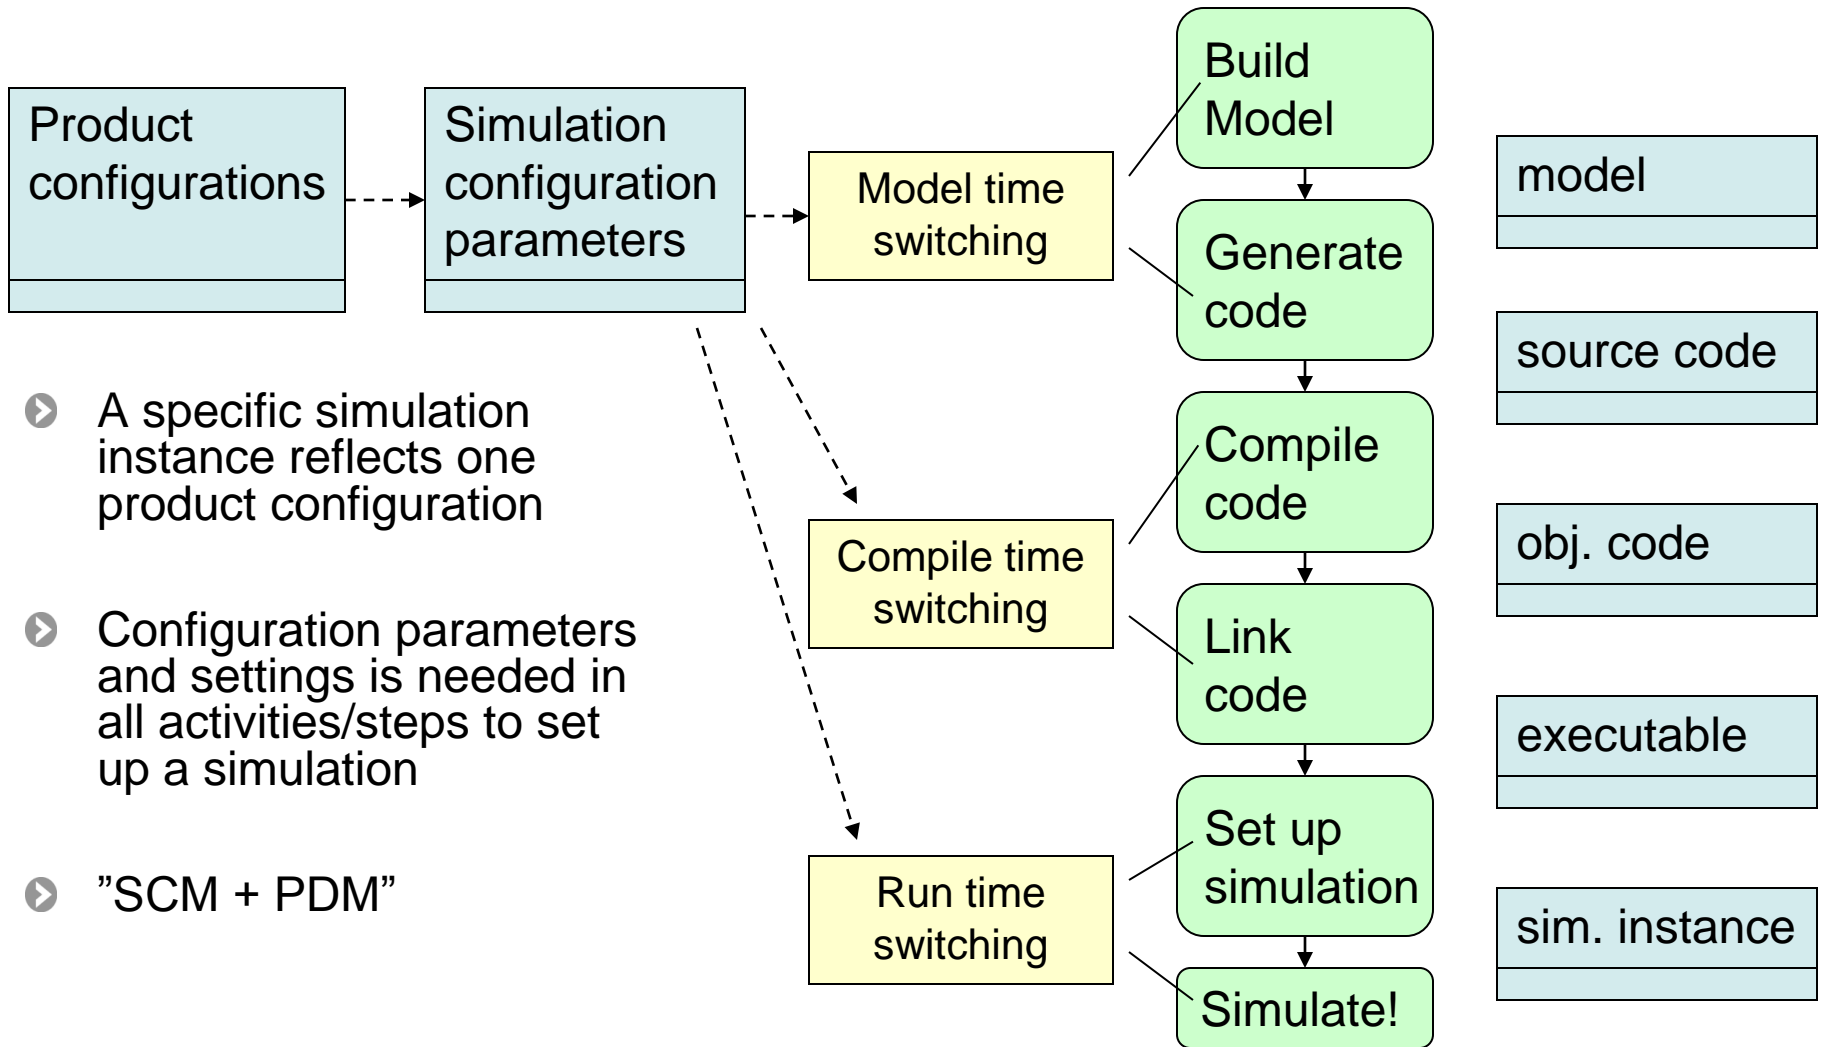 Product
configurations
Simulation
configuration
parameters
Model time
switching
Compile time
switching
Run time
switching
Build
Model
Generate
code
Compile
code
Link
code
Set up
simulation
Simulate!
model
source code
obj. code
executable
sim. instance
A specific simulation
instance reflects one
product configuration
Configuration parameters
and settings is needed in
all activities/steps to set
up a simulation
”SCM + PDM”